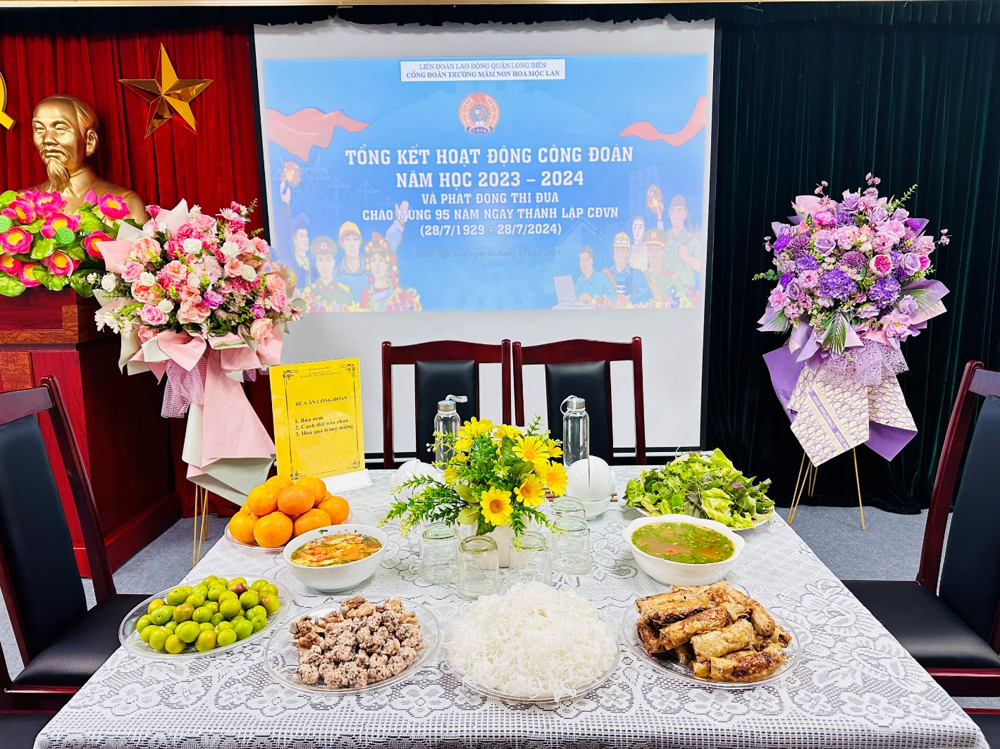 LIÊN ĐOÀN LAO ĐỘNG QUẬN LONG BIÊN
CÔNG ĐOÀN TRƯỜNG MẦM NON HOA MỘC LAN
TỔNG KẾT HOẠT ĐỘNG CÔNG ĐOÀN
NĂM HỌC 2023 – 2024
VÀ PHÁT ĐỘNG THI ĐUA
CHÀO MỪNG 95 NĂM NGÀY THÀNH LẬP CĐVN
(28/7/1929 - 28/7/2024)
Hoa Mộc Lan, ngày 06 tháng 07 năm 2024
BỮA ĂN CÔNG ĐOÀN
1. Bún nem
2. Canh thịt nấu chua
3. Hoa quả tráng miệng